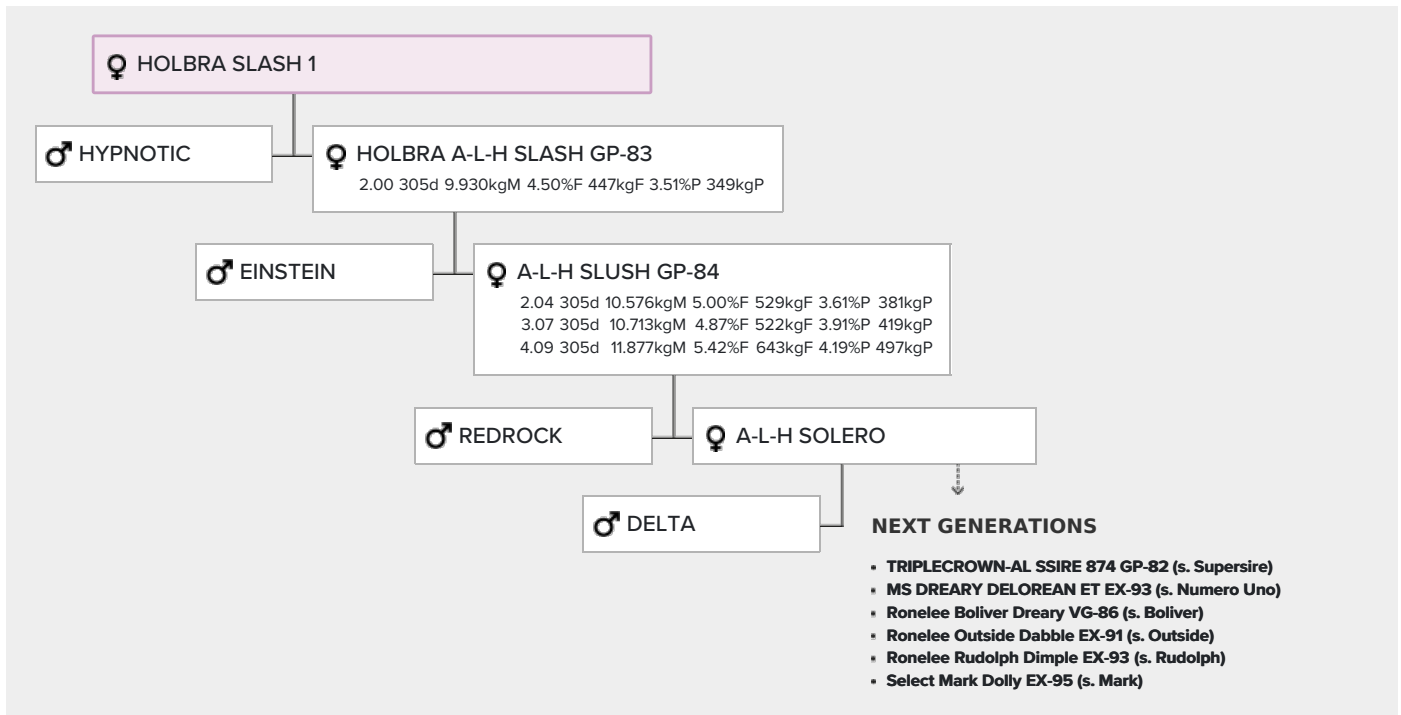 HOLBRA SLASH 1
HYPNOTIC
HOLBRA A-L-H SLASH GP-83
2.00 305d 9.930kgM 4.50%F 447kgF 3.51%P 349kgP
EINSTEIN
A-L-H SLUSH GP-84
2.04 305d 10.576kgM 5.00%F 529kgF 3.61%P 381kgP
3.07 305d 10.713kgM 4.87%F 522kgF 3.91%P 419kgP
4.09 305d 11.877kgM 5.42%F 643kgF 4.19%P 497kgP
REDROCK
A-L-H SOLERO
DELTA
NEXT GENERATIONS
TRIPLECROWN-AL SSIRE 874 GP-82 (s. Supersire)
MS DREARY DELOREAN ET EX-93 (s. Numero Uno)
Ronelee Boliver Dreary VG-86 (s. Boliver)
Ronelee Outside Dabble EX-91 (s. Outside)
Ronelee Rudolph Dimple EX-93 (s. Rudolph)
Select Mark Dolly EX-95 (s. Mark)